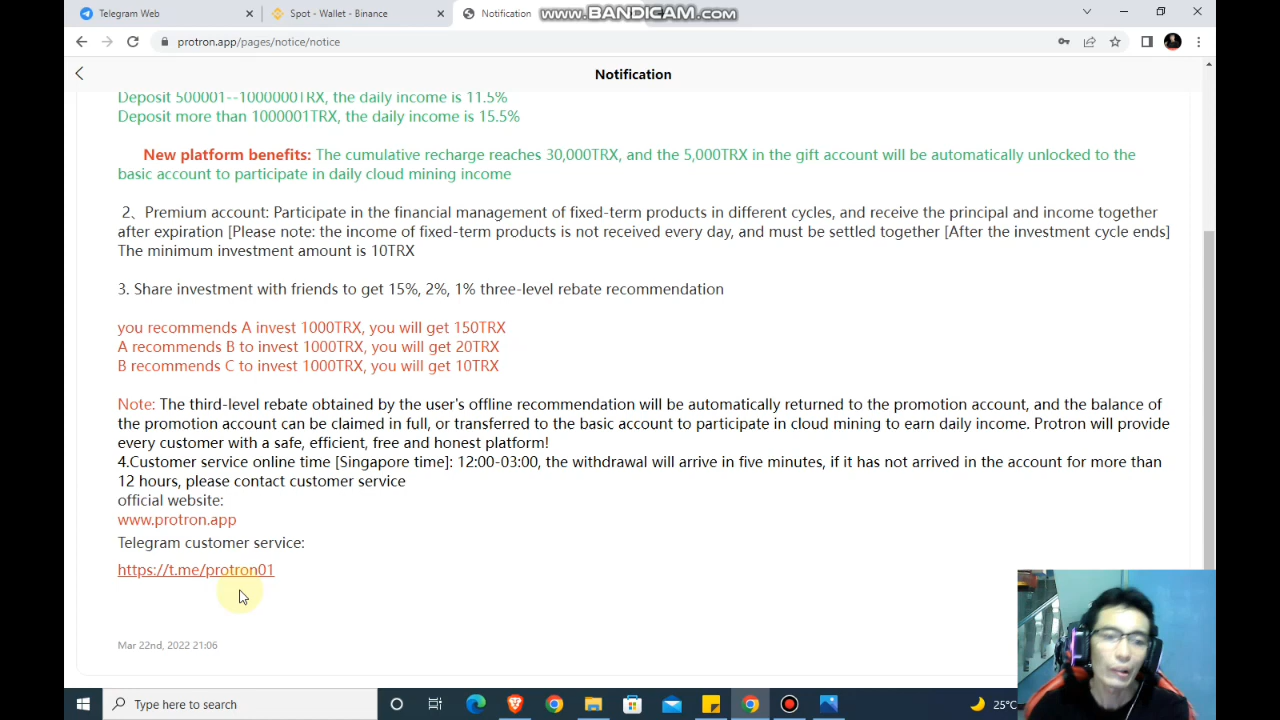 Telegram Web
Spot - Wallet - Binance
Notification
www.BANDICAM.com
protron.app/pages/notice/notice
Notification
Deposit 500001--1000000TRX, the daily income is 11.5%
Deposit more than 1000001TRX, the daily income is 15.5%
New platform benefits: The cumulative recharge reaches 30,000TRX, and the 5,000TRX in the gift account will be automatically unlocked to the
basic account to participate in daily cloud mining income
2、Premium account: Participate in the financial management of fixed-term products in different cycles, and receive the principal and income together
after expiration [Please note: the income of fixed-term products is not received every day, and must be settled together [After the investment cycle ends]
The minimum investment amount is 10TRX
3. Share investment with friends to get 15%, 2%, 1% three-level rebate recommendation
you recommends A invest 1000TRX, you will get 150TRX
A recommends B to invest 1000TRX, you will get 20TRX
B recommends C to invest 1000TRX, you will get 10TRX
Note: The third-level rebate obtained by the user's offline recommendation will be automatically returned to the promotion account, and the balance of
the promotion account can be claimed in full, or transferred to the basic account to participate in cloud mining to earn daily income. Protron will provide
every customer with a safe, efficient, free and honest platform!
4.Customer service online time [Singapore time]: 12:00-03:00, the withdrawal will arrive in five minutes, if it has not arrived in the account for more than
12 hours, please contact customer service
official website:
www.protron.app
Telegram customer service:
https://t.me/protron01
Mar 22nd, 2022 21:06
Type here to search
25°C